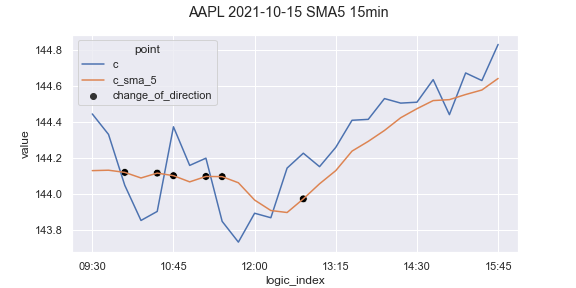 AAPL 2021-10-15 SMA5 15min
point
c
c_sma_5
change_of_direction
value
144.8
144.6
144.4
144.2
144.0
143.8
09:30 10:45 12:00 13:15 14:30 15:45
logic_index